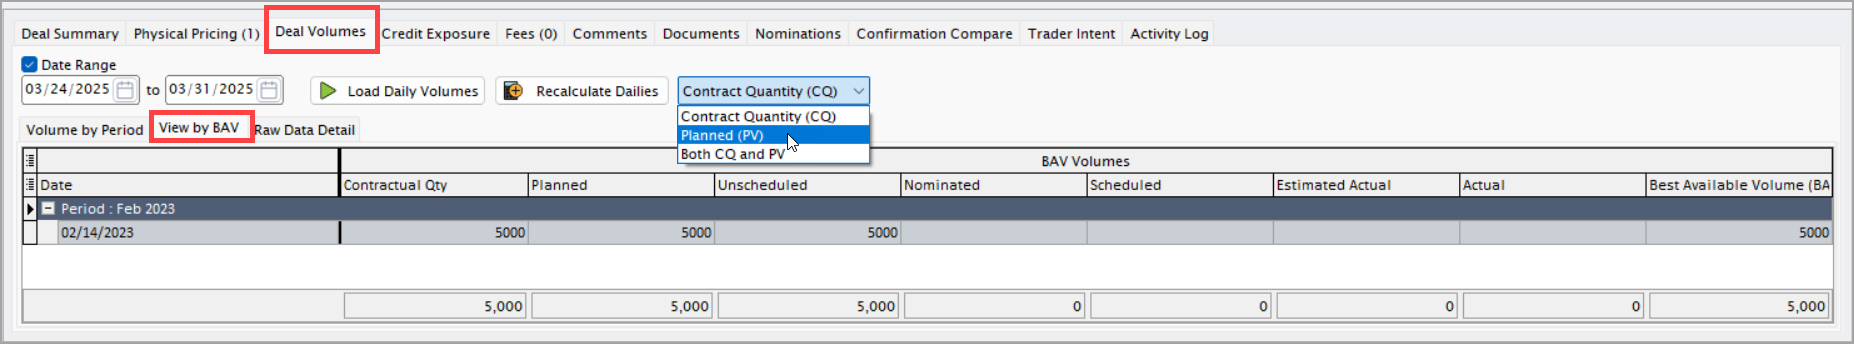 Deal Summary Physical Pricing (1) Deal Volumes Credit Exposure Fees (0) Comments Documents Nominations Confirmation Compare Trader Intent Activity Log
Date Range
03/24/2025 to 03/31/2025 Load Daily Volumes Recalculate Dailies Contract Quantity (CQ)
Contract Quantity (CQ)
Planned (PV)
Both CQ and PV
Volume by Period View by BAV Raw Data Detail
BAV Volumes
Date Contractual Qty Planned Unscheduled Nominated Scheduled Estimated Actual Actual Best Available Volume (BA
Period : Feb 2023
02/14/2023 5000 5000 5000 5000
5,000 5,000 5,000 0 0 0 0 5,000